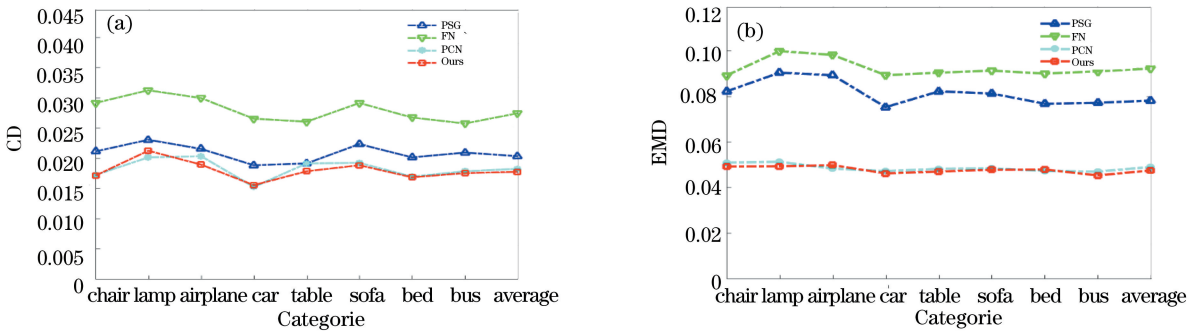 (a)
0.045
0.040
0.035
0.030
0.025
0.020
0.015
0.010
0.005
0
CD
PSG
FN
PCN
Ours
chair lamp airplane car table sofa bed bus average
Categorie
(b)
0.12
0.10
0.08
0.06
0.04
0.02
0
EMD
PSG
FN
PCN
Ours
chair lamp airplane car table sofa bed bus average
Categorie